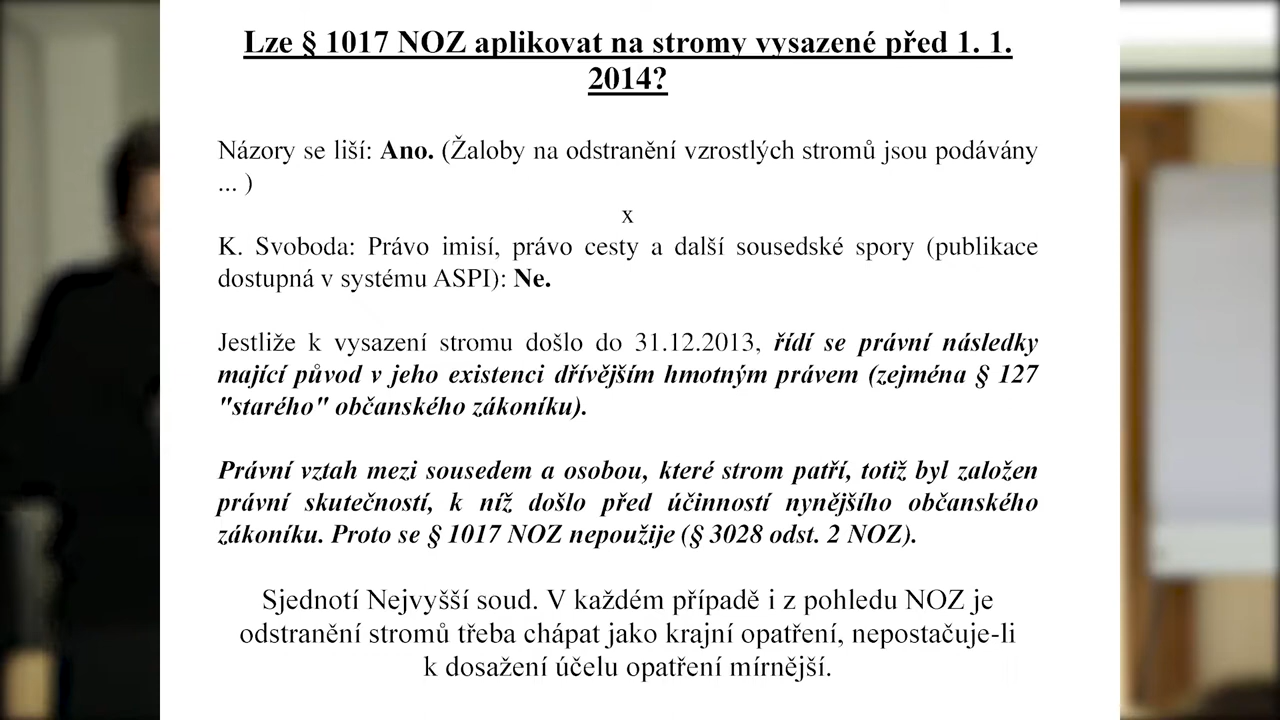 Lze § 1017 NOZ aplikovat na stromy vysazené před 1. 1.
2014?
Názory se liší: Ano. (Žaloby na odstranění vzrostlých stromů jsou podávány
... )
x
K. Svoboda: Právo imisí, právo cesty a další sousedské spory (publikace
dostupná v systému ASPI): Ne.
Jestliže k vysazení stromu došlo do 31.12.2013, řídí se právní následky
mající původ v jeho existenci dřívějším hmotným právem (zejména § 127
"starého" občanského zákoníku).
Právní vztah mezi sousedem a osobou, které strom patří, totiž byl založen
právní skutečností, k níž došlo před účinností nynějšího občanského
zákoníku. Proto se § 1017 NOZ nepoužije (§ 3028 odst. 2 NOZ).
Sjednotí Nejvyšší soud. V každém případě i z pohledu NOZ je
odstranění stromů třeba chápat jako krajní opatření, nepostačuje-li
k dosažení účelu opatření mírnější.